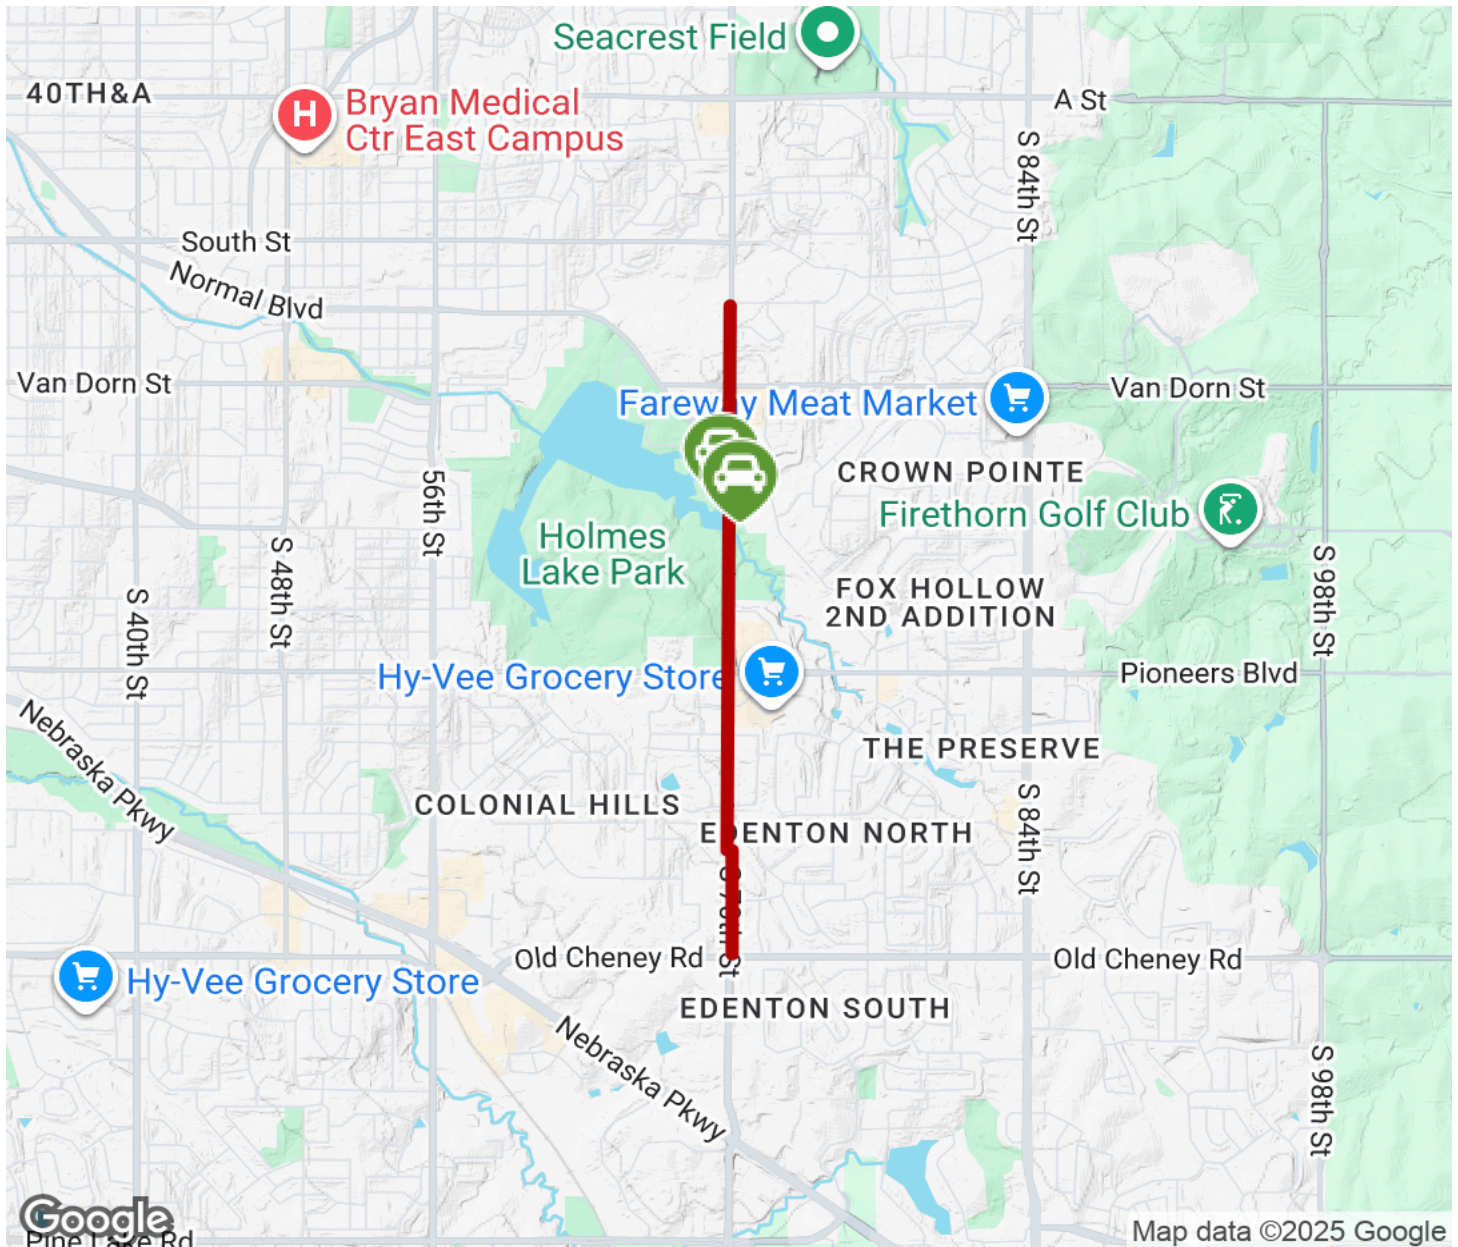 Seacrest Field
40TH&A
A St
Bryan Medical
Ctr East Campus
H
S 84th St
South St
Normal Blvd
Van Dorn St
Van Dorn St
Fareway Meat Market
CROWN POINTE
56th St
Firethorn Golf Club
Holmes
Lake Park
S 48th St
S 98th St
FOX HOLLOW
2ND ADDITION
S 40th St
Hy-Vee Grocery Store
Pioneers Blvd
Nebraska Pkwy
THE PRESERVE
COLONIAL HILLS
S 84th St
EDENTON NORTH
S 70th St
Old Cheney Rd
Old Cheney Rd
Hy-Vee Grocery Store
EDENTON SOUTH
Nebraska Pkwy
S 98th St
Google
Pine Lake Rd
Map data ©2025 Google